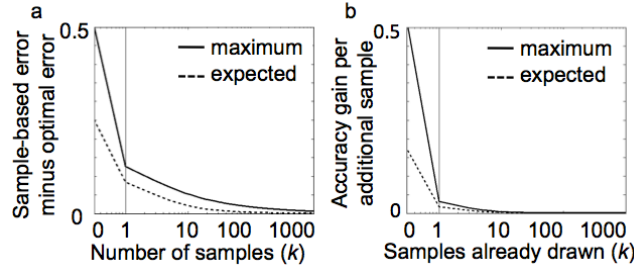 a
0.5
0
maximum
expected
Sample-based error
minus optimal error
0 1 10 100 1000
Number of samples (k)
b
0.5
0
maximum
expected
Accuracy gain per
additional sample
0 1 10 100 1000
Samples already drawn (k)